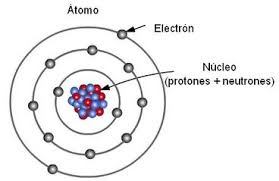 Átomo
Electrón
Núcleo
(protones + neutrones)